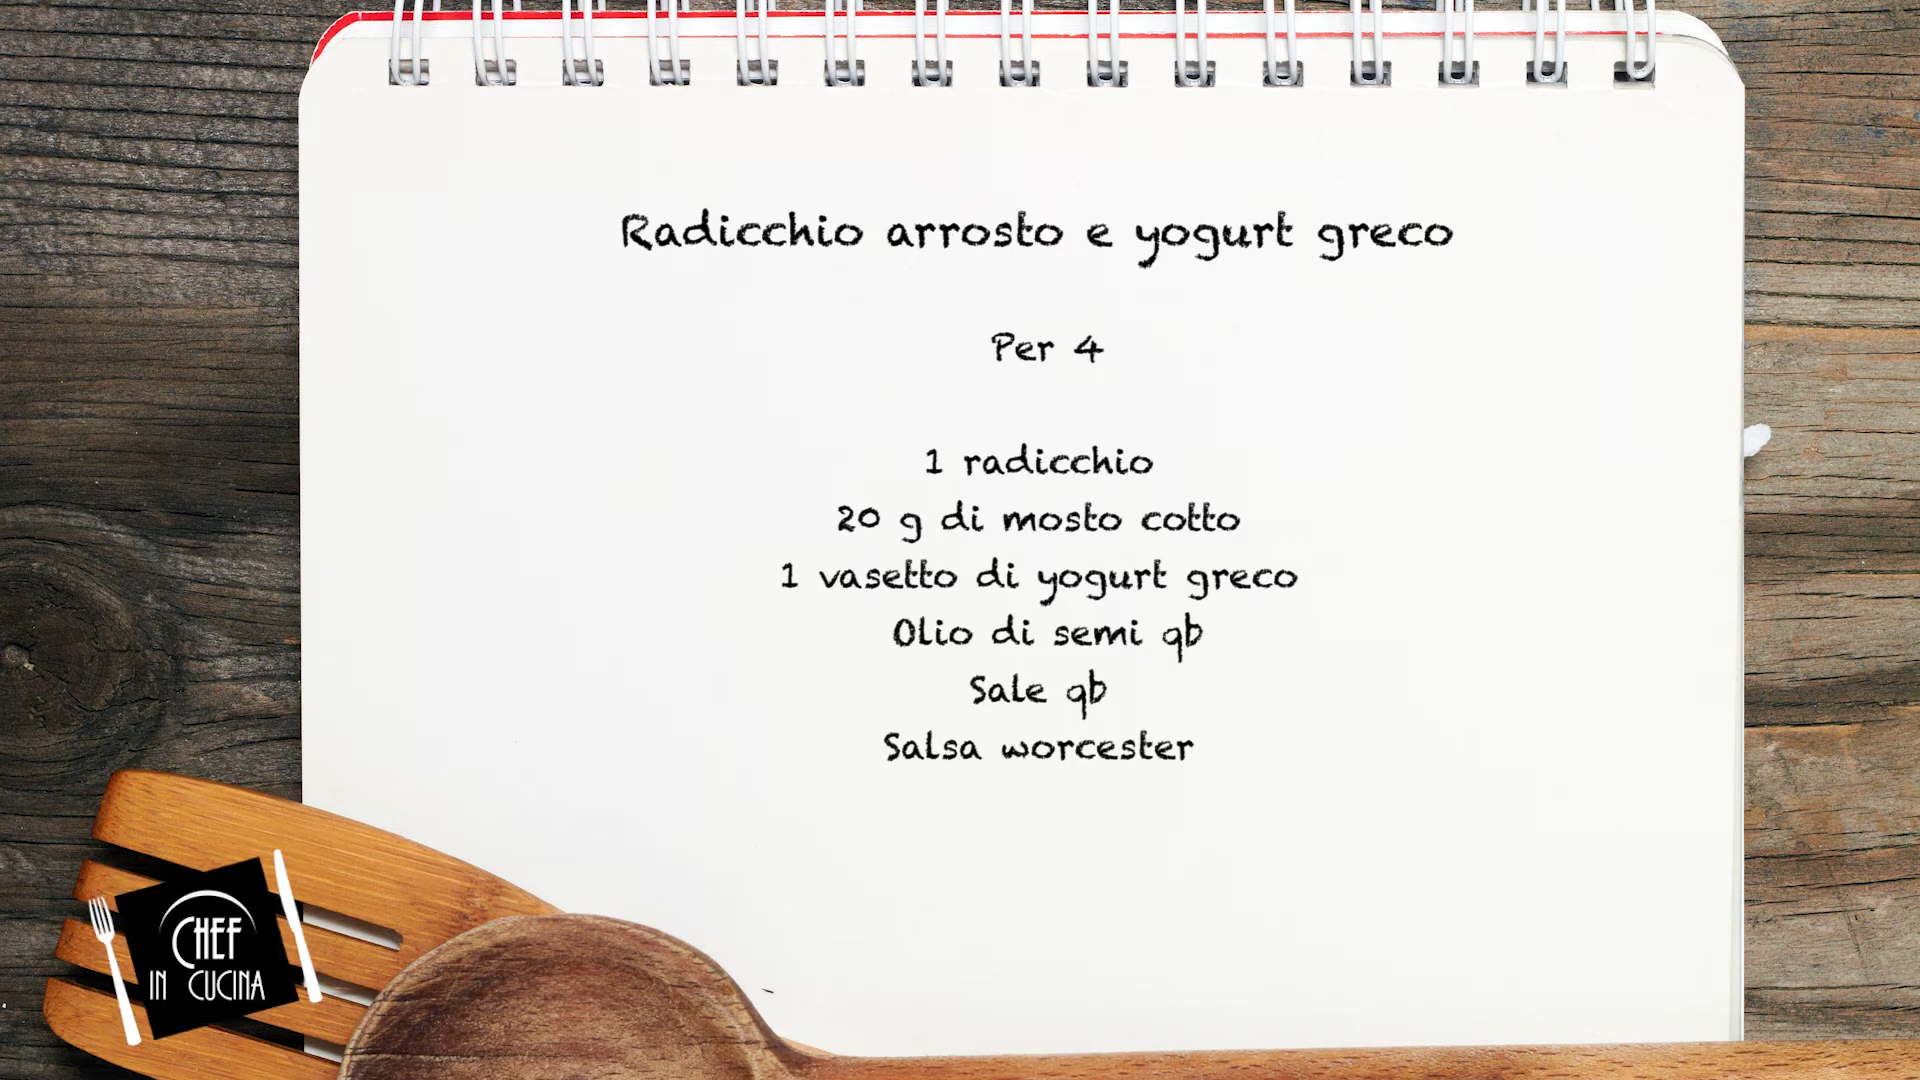 Radicchio arrosto e yogurt greco
Per 4
1 radicchio
20 g di mosto cotto
1 vasetto di yogurt greco
Olio di semi qb
Sale qb
Salsa worcester
CHEF
IN CUCINA